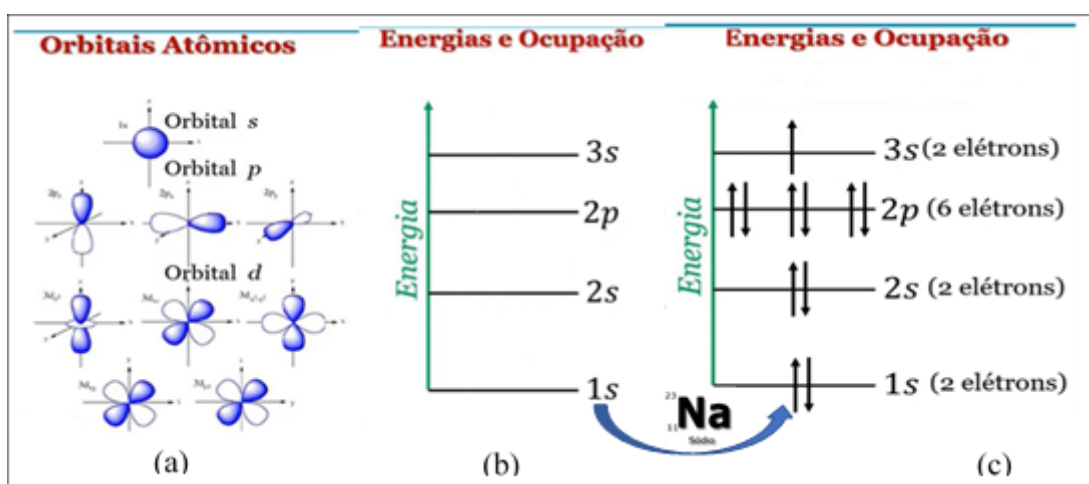 Orbitais Atômicos
1s
Orbital s
Orbital p
Orbital d
(a)
Energias e Ocupação
Energia
3s
2p
2s
1s
(b)
Energias e Ocupação
Energia
3s (2 elétrons)
2p (6 elétrons)
2s (2 elétrons)
1s (2 elétrons)
23
Na
11
Sódio
(c)